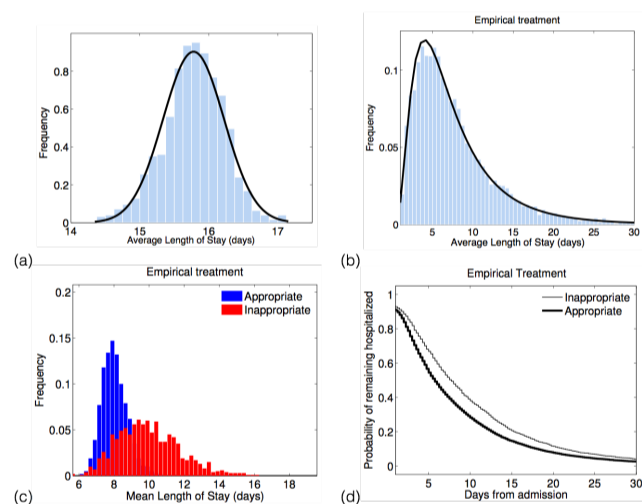 Empirical treatment
0.8
0.6
0.4
0.2
0
Frequency
14
15
16
17
Average Length of Stay (days)
(a)
0.1
0.05
0
Frequency
5
10
15
20
25
30
Average Length of Stay (days)
(b)
Empirical treatment
0.2
0.15
0.1
0.05
0
Frequency
Appropriate
Inappropriate
6
8
10
12
14
16
18
Mean Length of Stay (days)
(c)
Empirical Treatment
1
0.8
0.6
0.4
0.2
0
Probability of remaining hospitalized
Inappropriate
Appropriate
5
10
15
20
25
30
Days from admission
(d)